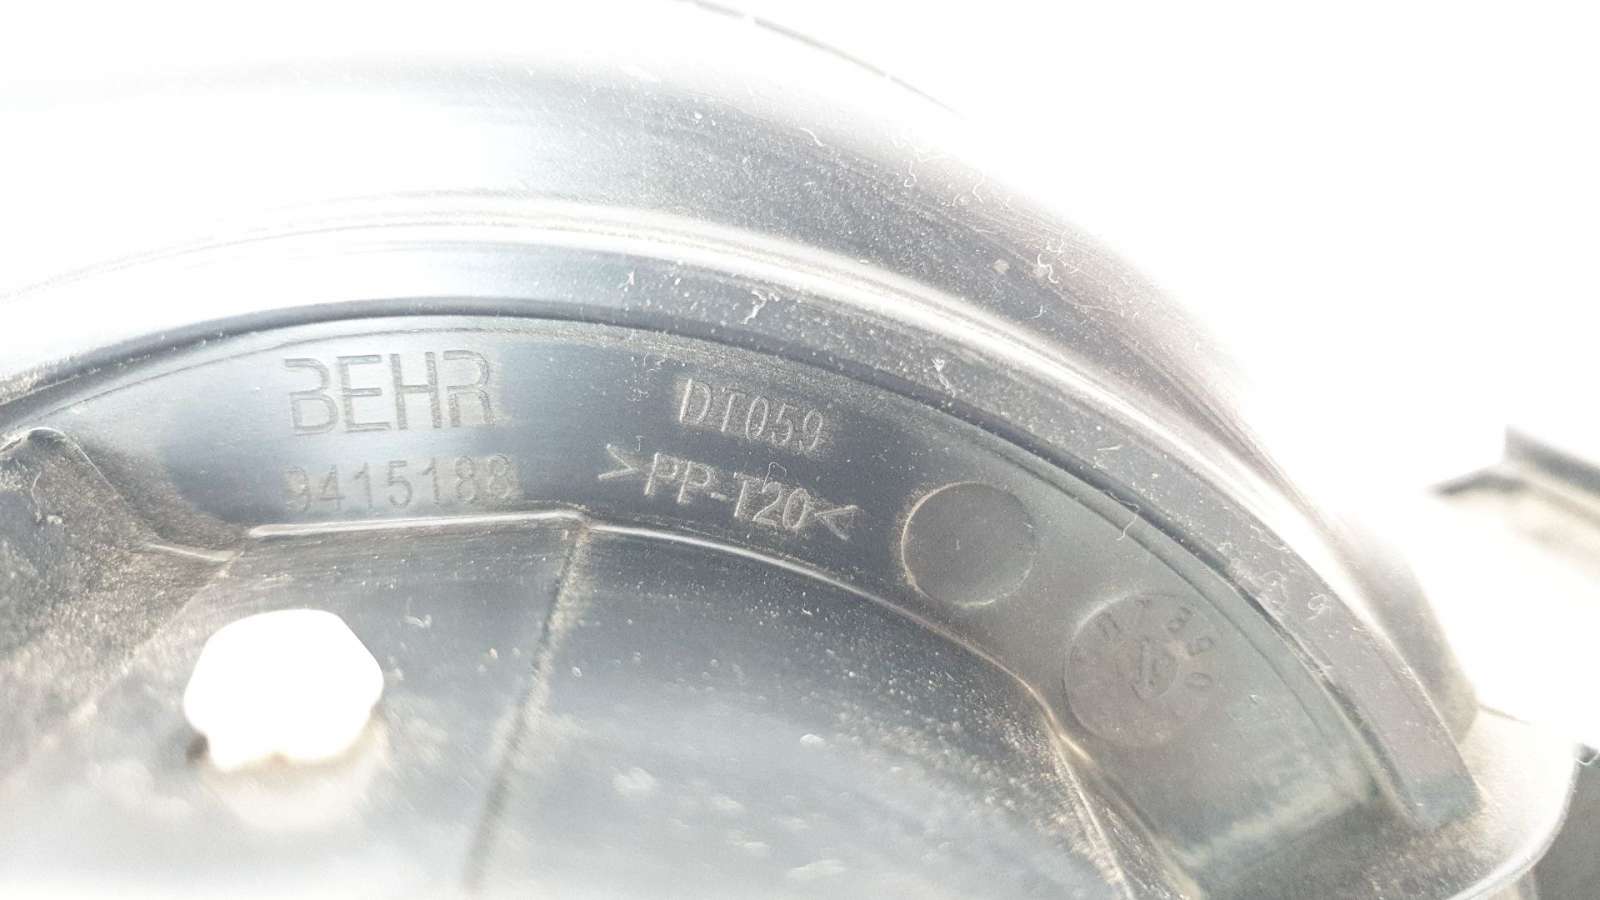 BEHR
9415188
DT059
>PP-T20<